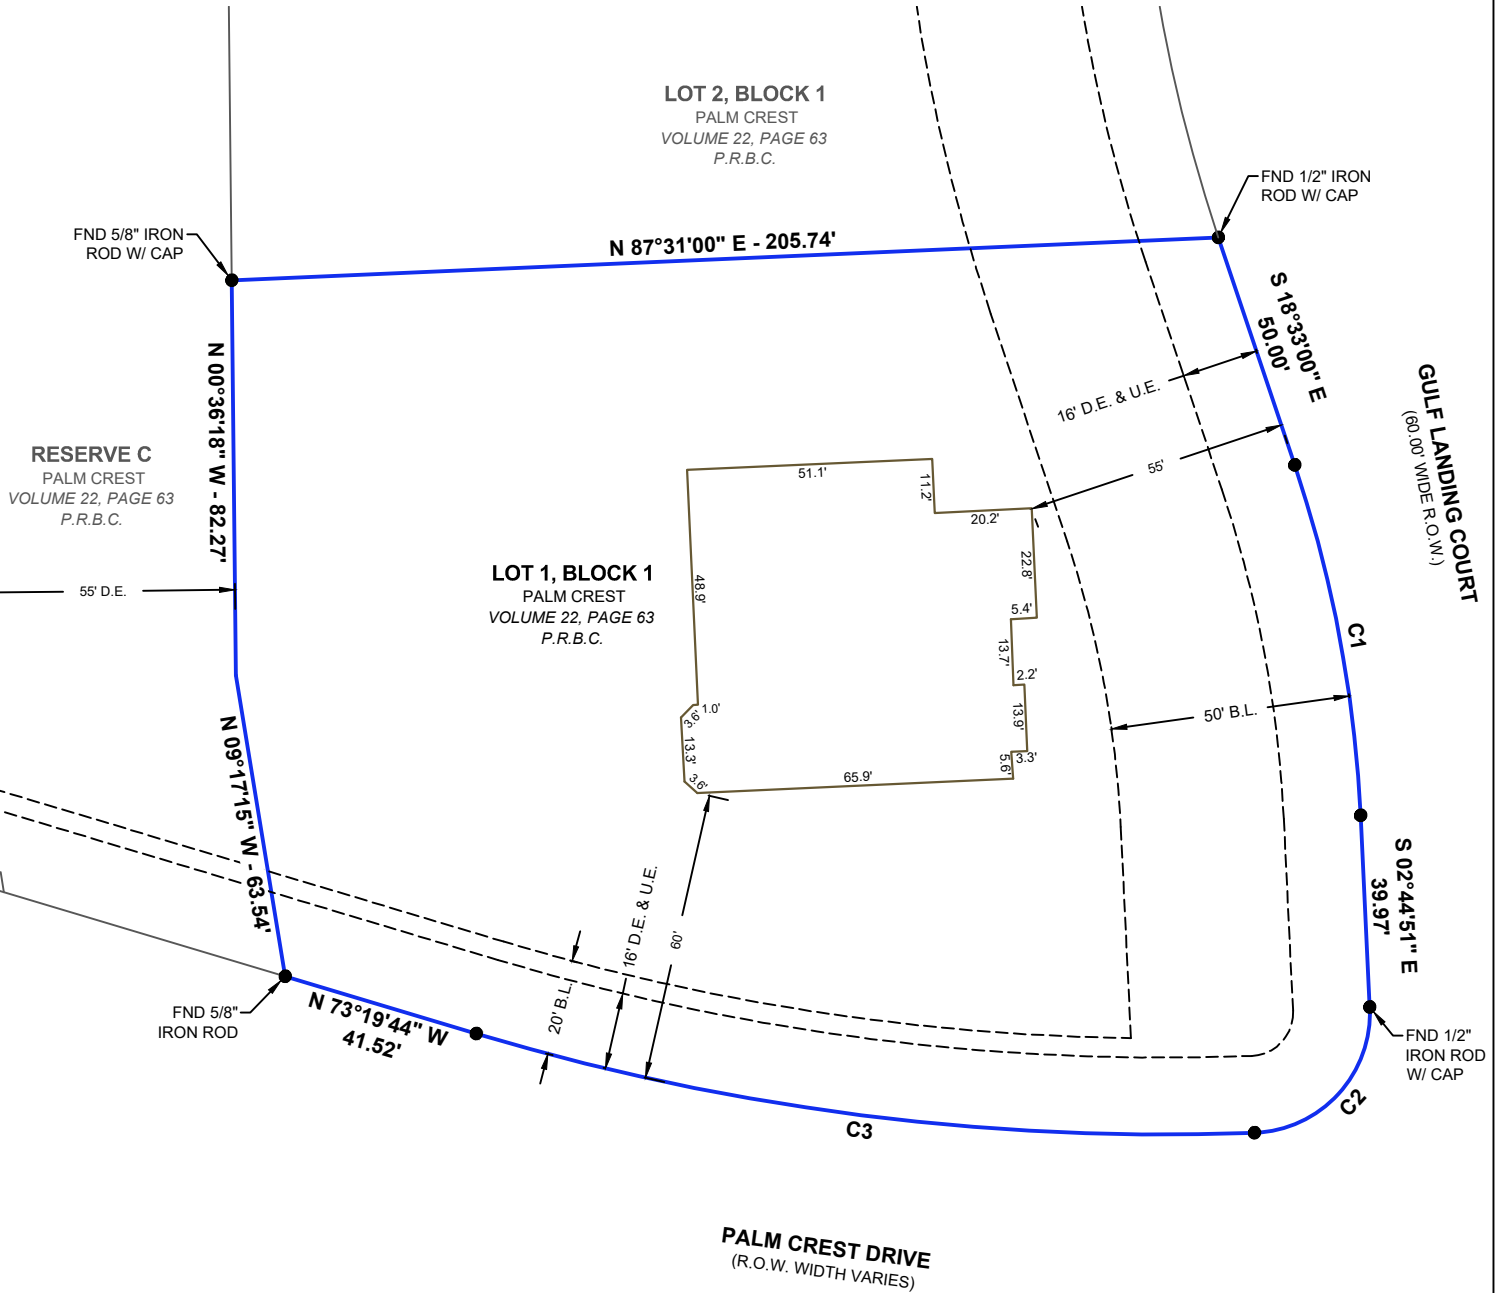 LOT 2, BLOCK 1
PALM CREST
VOLUME 22, PAGE 63
P.R.B.C.
FND 1/2" IRON
ROD W/ CAP
FND 5/8" IRON
ROD W/ CAP
N 87°31'00" E - 205.74'
S 18°33'00" E
50.00'
N 00°36'18" W - 82.27'
16' D.E. & U.E.
55'
GULF LANDING COURT
(60.00' WIDE R.O.W.)
RESERVE C
PALM CREST
VOLUME 22, PAGE 63
P.R.B.C.
55' D.E.
LOT 1, BLOCK 1
PALM CREST
VOLUME 22, PAGE 63
P.R.B.C.
51.1'
11.2'
20.2'
22.8'
5.4'
13.7'
2.2'
13.9'
3.3'
5.6'
65.9'
3.6'
13.3'
3.6'
1.0'
48.9'
C1
50' B.L.
N 09°17'15" W - 63.54'
S 02°44'51" E
39.97'
16' D.E. & U.E.
60'
20' B.L.
FND 5/8"
IRON ROD
N 73°19'44" W
41.52'
FND 1/2"
IRON ROD
W/ CAP
C2
C3
PALM CREST DRIVE
(R.O.W. WIDTH VARIES)